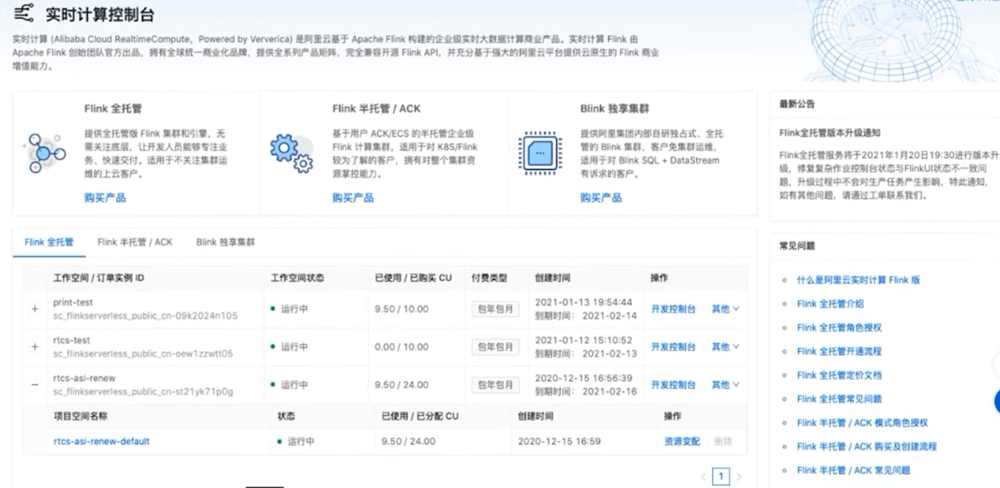 实时计算控制台
实时计算 (Alibaba Cloud RealtimeCompute，Powered by Ververica) 是阿里云基于 Apache Flink 构建的企业级实时大数据计算商业产品。实时计算 Flink 由
Apache Flink 创始团队官方出品，拥有全球统一商业化品牌，提供全系列产品矩阵，完全兼容开源 Flink API，并充分基于强大的阿里云平台提供云原生的 Flink 商业
增值能力。
Flink 全托管
提供全托管版 Flink 集群和引擎，无
需关注底层，让开发人员能够专注业
务、快速交付。适用于不关注集群运
维的上云客户。
购买产品
Flink 半托管 / ACK
基于用户 ACK/ECS 的半托管企业级
Flink 计算集群，适用于对 K8S/Flink
较为了解的客户，拥有对整个集群资
源掌控能力。
购买产品
Blink 独享集群
提供阿里集团内部自研独占式、全托
管的 Blink 集群，客户免集群运维，
适用于对 Blink SQL + DataStream
有诉求的客户。
购买产品
最新公告
Flink全托管版本升级通知
Flink全托管服务将于2021年1月20日19:30进行版本升
级，修复复杂作业控制台状态与FlinkUI状态不一致问
题，升级过程中不会对生产任务产生影响，特此通知，
如有其他问题，请通过工单联系我们。
Flink 全托管 Flink 半托管 / ACK Blink 独享集群
工作空间 / 订单实例 ID 工作空间状态 已使用 / 已购买 CU 付费类型 创建时间 操作
print-test
sc_flinkserverless_public_cn-09k2024n105
运行中 9.50 / 10.00 包年包月
2021-01-13 19:54:44
到期时间： 2021-02-14
开发控制台 其他
rtcs-test
sc_flinkserverless_public_cn-oew1zzwtt05
运行中 0.00 / 10.00 包年包月
2021-01-12 15:10:52
到期时间： 2021-02-13
开发控制台 其他
rtcs-asi-renew
sc_flinkserverless_public_cn-st21yk71p0g
运行中 9.50 / 24.00 包年包月
2020-12-15 16:56:39
到期时间： 2021-02-16
开发控制台 其他
项目空间名称 状态 已使用 / 已分配 CU 创建时间 操作
rtcs-asi-renew-default 运行中 9.50 / 24.00 2020-12-15 16:59 资源变配 删除
1
常见问题
什么是阿里云实时计算 Flink 版
Flink 全托管介绍
Flink 全托管角色授权
Flink 全托管开通流程
Flink 全托管定价文档
Flink 全托管常见问题
Flink 半托管 / ACK 模式角色授权
Flink 半托管 / ACK 购买及创建流程
Flink 半托管 / ACK 常见问题